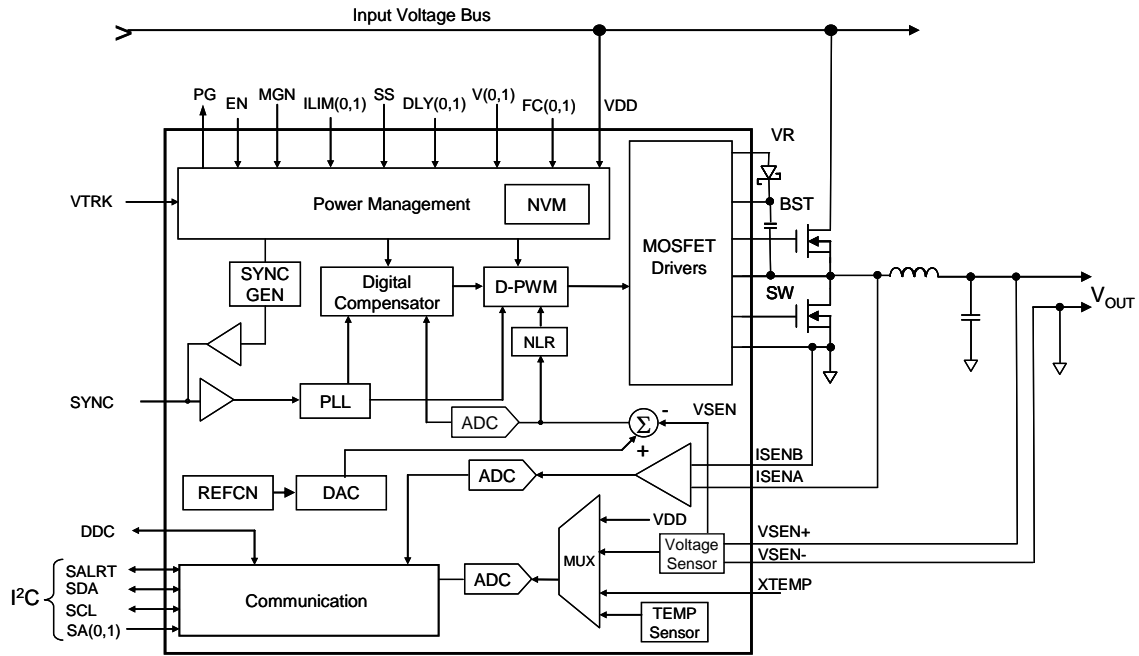 Input Voltage Bus
>
PG
EN
MGN
ILIM(0,1)
SS
DLY(0,1)
V(0,1)
FC(0,1)
VDD
VR
VTRK
Power Management
NVM
MOSFET
Drivers
BST
SYNC
GEN
Digital
Compensator
D-PWM
SW
VOUT
NLR
SYNC
PLL
ADC
Σ
-
+
VSEN
ISENB
ISENA
REFCN
DAC
ADC
DDC
VDD
VSEN+
VSEN-
Voltage
Sensor
MUX
I²C
SALRT
SDA
SCL
SA(0,1)
Communication
ADC
XTEMP
TEMP
Sensor